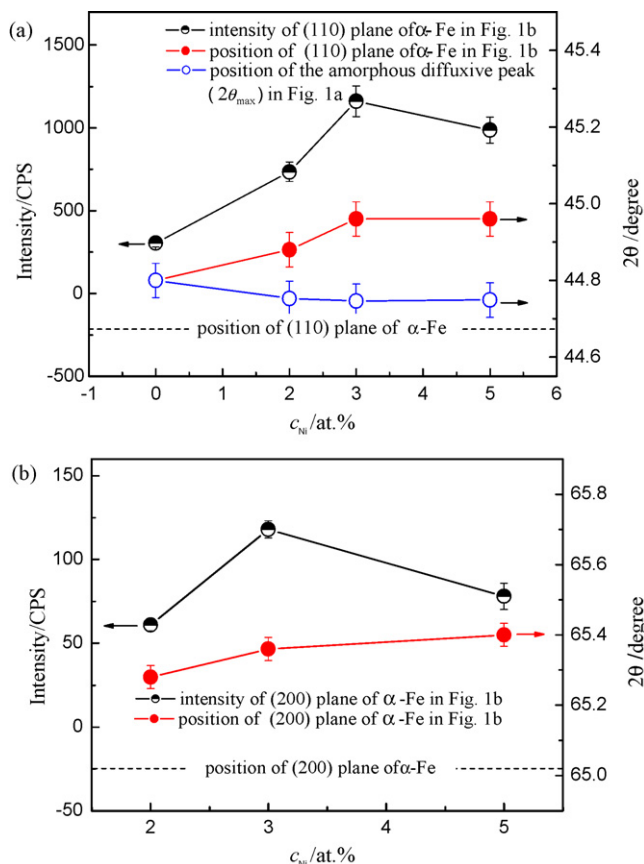 (a)
intensity of (110) plane of α- Fe in Fig. 1b
position of (110) plane of α- Fe in Fig. 1b
position of the amorphous diffuxive peak
(2θmax) in Fig. 1a
1500
1000
500
0
-500
Intensity/CPS
45.4
45.2
45.0
44.8
44.6
2θ /degree
position of (110) plane of α-Fe
-1 0 1 2 3 4 5 6
cNi /at.%
(b)
150
100
50
0
-50
Intensity/CPS
65.8
65.6
65.4
65.2
65.0
2θ /degree
intensity of (200) plane of α -Fe in Fig. 1b
position of (200) plane of α -Fe in Fig. 1b
position of (200) plane of α-Fe
2 3 4 5
cNi /at.%